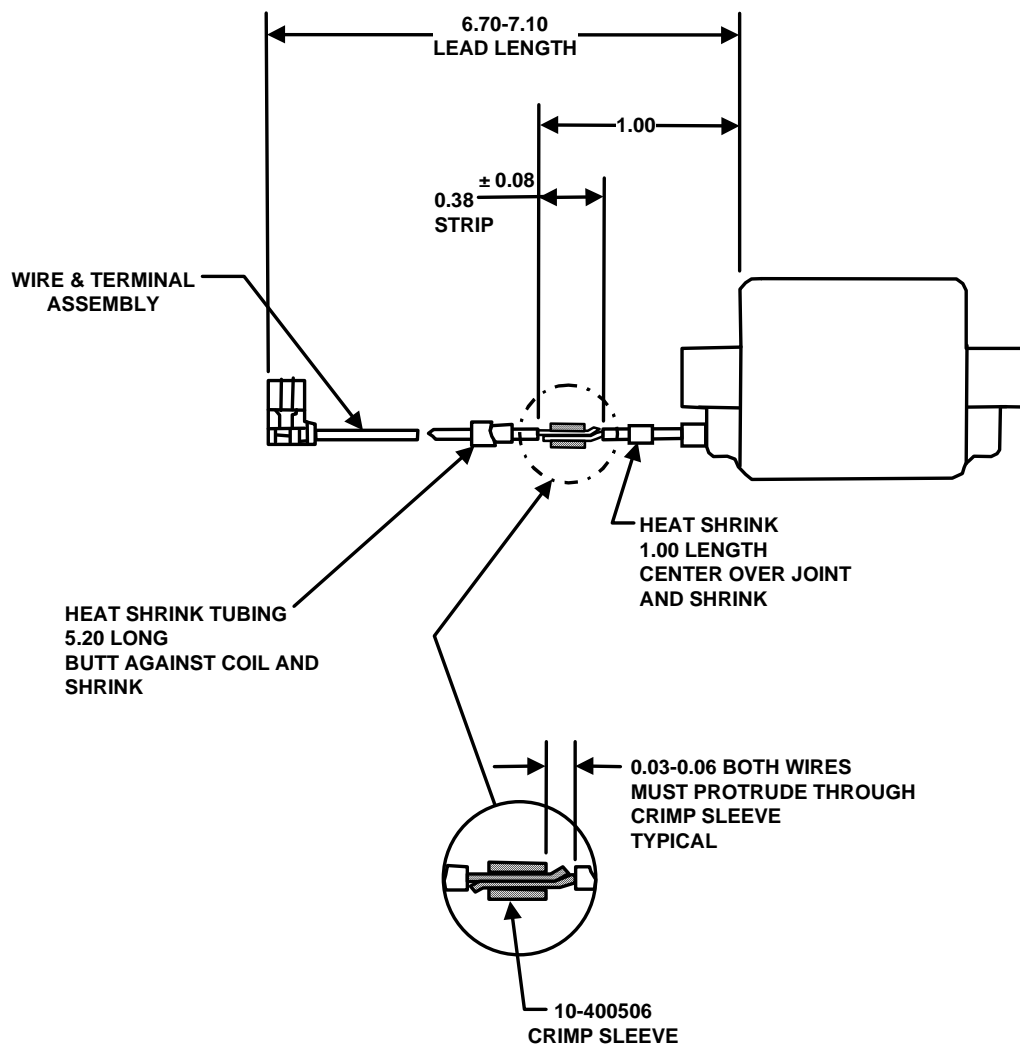 6.70-7.10
LEAD LENGTH
1.00
± 0.08
0.38
STRIP
WIRE & TERMINAL
ASSEMBLY
HEAT SHRINK
1.00 LENGTH
CENTER OVER JOINT
AND SHRINK
HEAT SHRINK TUBING
5.20 LONG
BUTT AGAINST COIL AND
SHRINK
0.03-0.06 BOTH WIRES
MUST PROTRUDE THROUGH
CRIMP SLEEVE
TYPICAL
10-400506
CRIMP SLEEVE